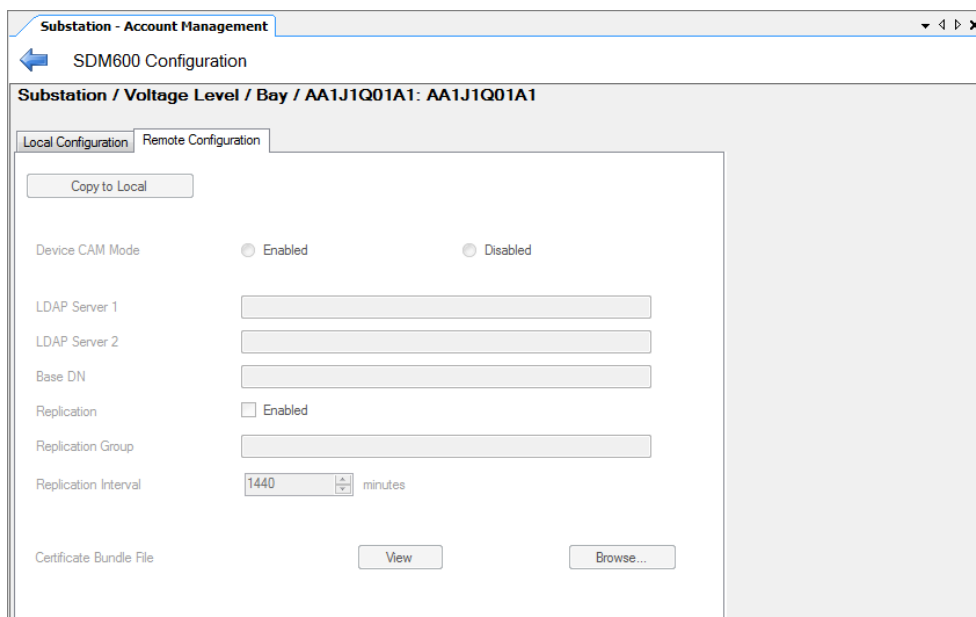 Substation - Account Management
SDM600 Configuration
Substation / Voltage Level / Bay / AA1J1Q01A1: AA1J1Q01A1
Local Configuration Remote Configuration
Copy to Local
Device CAM Mode Enabled Disabled
LDAP Server 1
LDAP Server 2
Base DN
Replication Enabled
Replication Group
Replication Interval 1440 minutes
Certificate Bundle File View Browse...